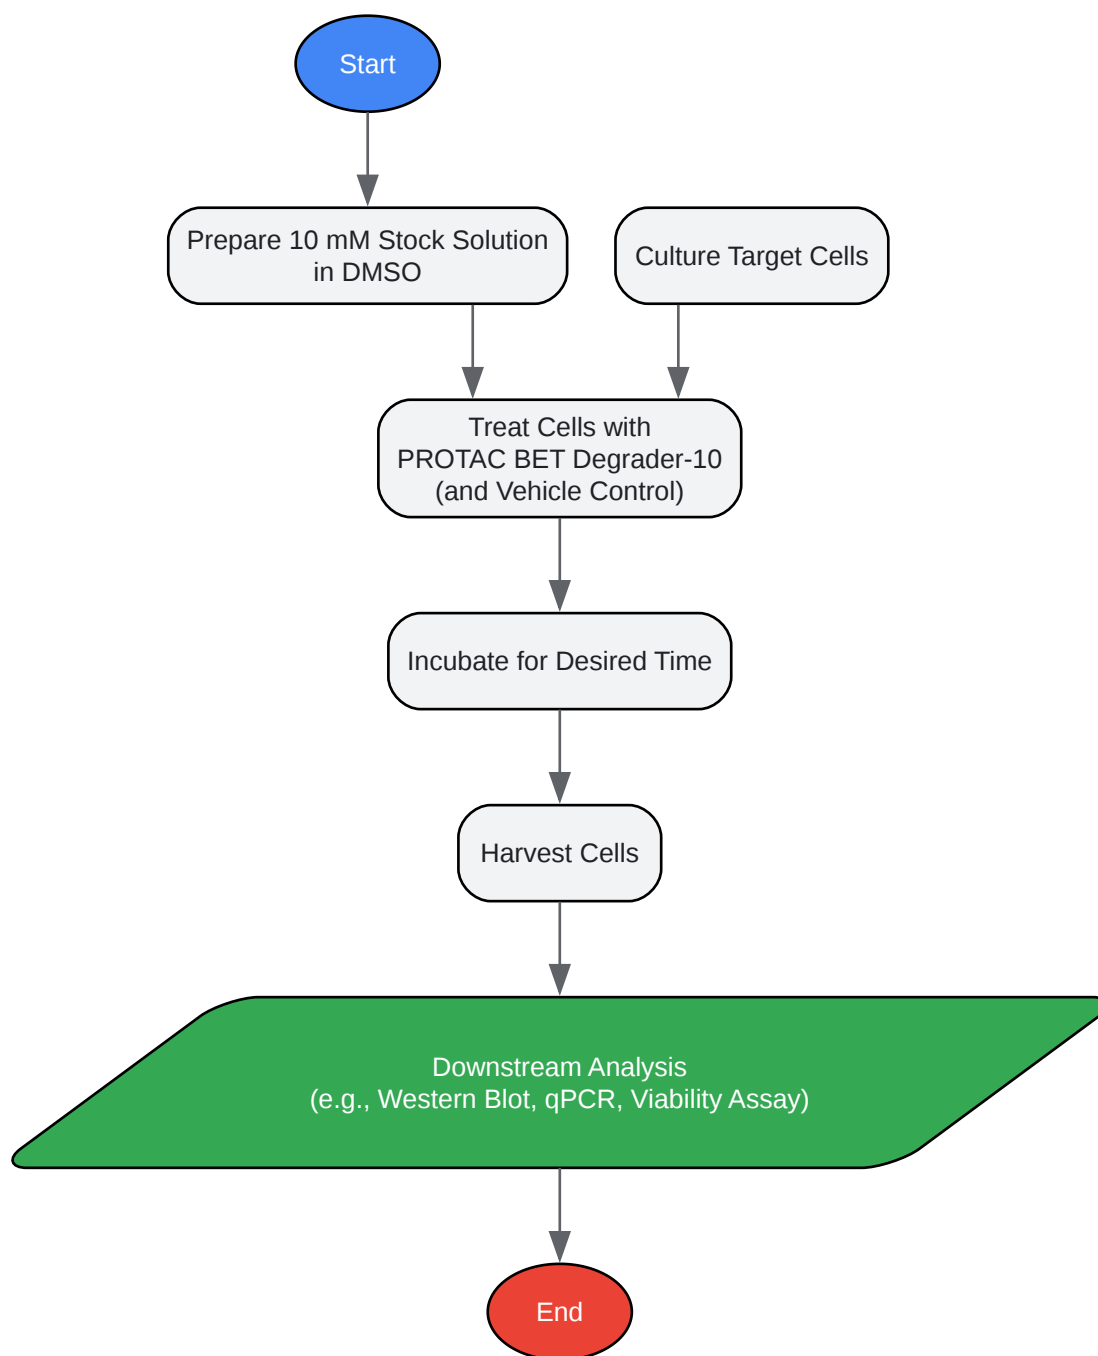 Start
Prepare 10 mM Stock Solution
in DMSO
Culture Target Cells
Treat Cells with
PROTAC BET Degrader-10
(and Vehicle Control)
Incubate for Desired Time
Harvest Cells
Downstream Analysis
(e.g., Western Blot, qPCR, Viability Assay)
End